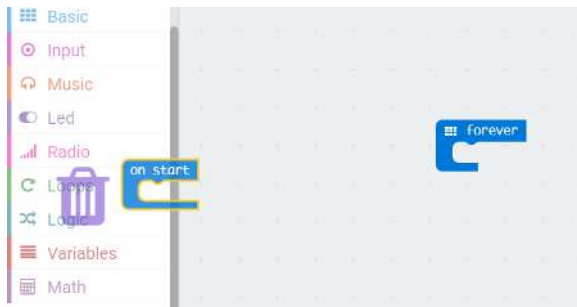 Basic
Input
Music
Led
forever
Radio
on start
Loops
Logic
Variables
Math